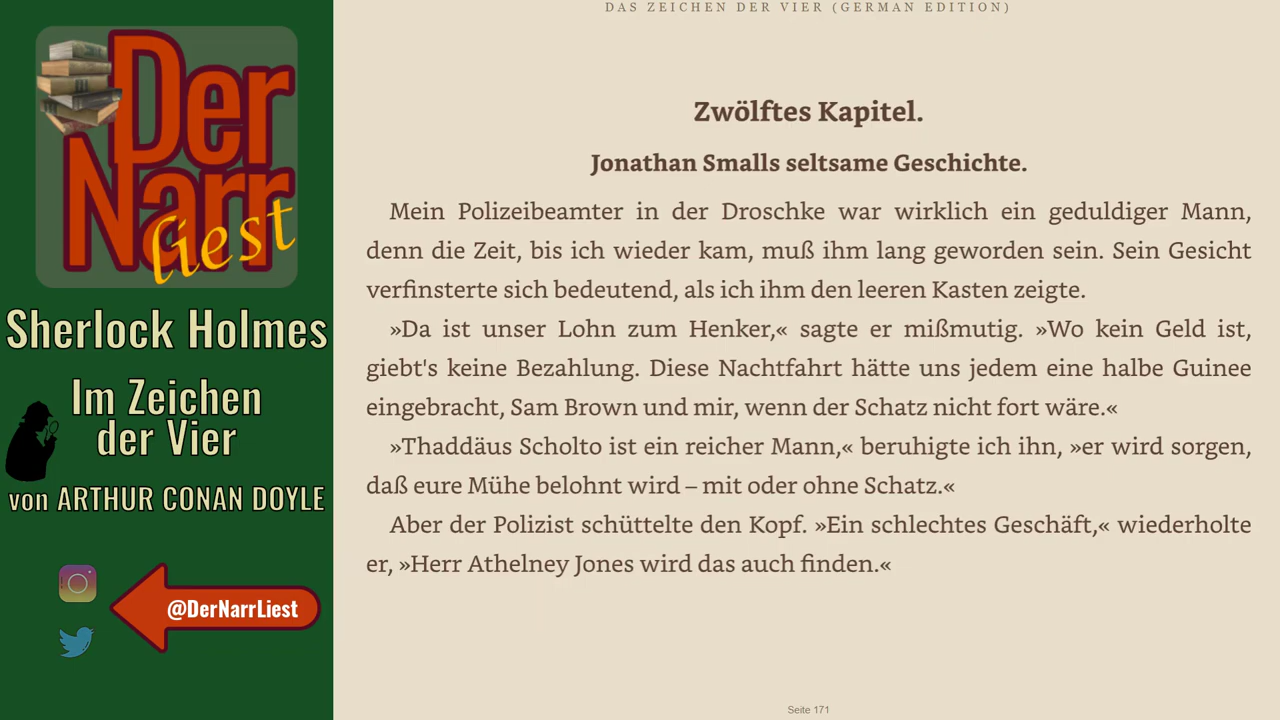 Der
Narr
liest
Sherlock Holmes
Im Zeichen
der Vier
von ARTHUR CONAN DOYLE
@DerNarrLiest
DAS ZEICHEN DER VIER (GERMAN EDITION)
Zwölftes Kapitel.
Jonathan Smalls seltsame Geschichte.
Mein Polizeibeamter in der Droschke war wirklich ein geduldiger Mann,
denn die Zeit, bis ich wieder kam, muß ihm lang geworden sein. Sein Gesicht
verfinsterte sich bedeutend, als ich ihm den leeren Kasten zeigte.
»Da ist unser Lohn zum Henker,« sagte er mißmutig. »Wo kein Geld ist,
giebt's keine Bezahlung. Diese Nachtfahrt hätte uns jedem eine halbe Guinee
eingebracht, Sam Brown und mir, wenn der Schatz nicht fort wäre.«
»Thaddäus Scholto ist ein reicher Mann,« beruhigte ich ihn, »er wird sorgen,
daß eure Mühe belohnt wird – mit oder ohne Schatz.«
Aber der Polizist schüttelte den Kopf. »Ein schlechtes Geschäft,« wiederholte
er, »Herr Athelney Jones wird das auch finden.«
Seite 171